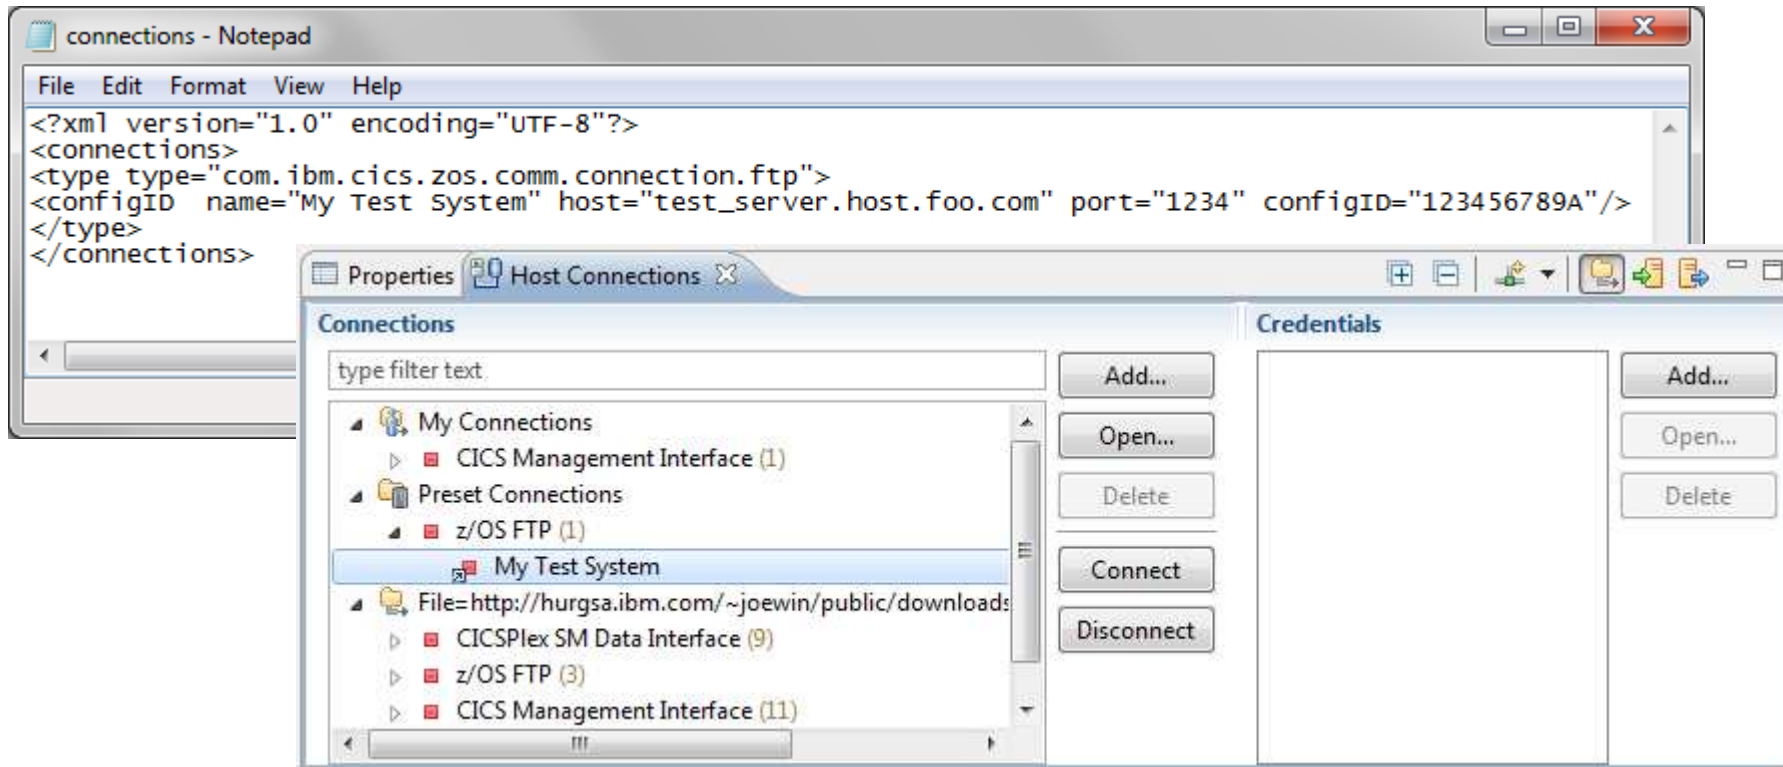 connections - Notepad
File Edit Format View Help
<?xml version="1.0" encoding="UTF-8"?>
<connections>
<type type="com.ibm.cics.zos.comm.connection.ftp">
<configID  name="My Test System" host="test_server.host.foo.com" port="1234" configID="123456789A"/>
</type>
</connections>
Properties Host Connections
Connections
type filter text
My Connections
CICS Management Interface (1)
Preset Connections
z/OS FTP (1)
My Test System
File=http://hurgsa.ibm.com/~joewin/public/downloads
CICSPlex SM Data Interface (9)
z/OS FTP (3)
CICS Management Interface (11)
Add...
Open...
Delete
Connect
Disconnect
Credentials
Add...
Open...
Delete